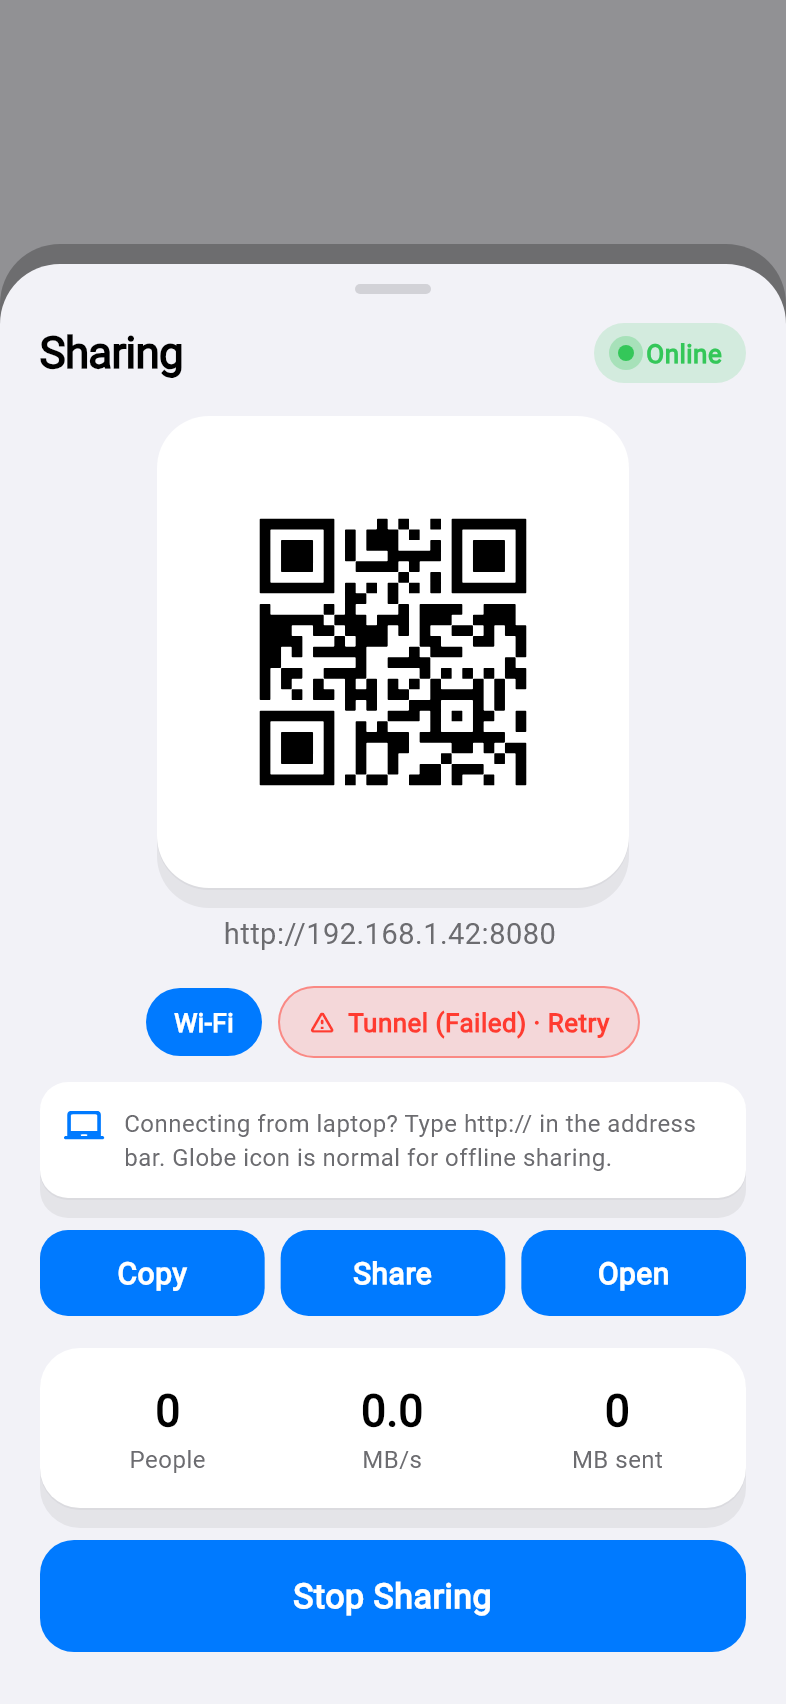 Sharing
Online
http://192.168.1.42:8080
Wi-Fi
Tunnel (Failed) · Retry
Connecting from laptop? Type http:// in the address
bar. Globe icon is normal for offline sharing.
Copy
Share
Open
0
0.0
0
People
MB/s
MB sent
Stop Sharing